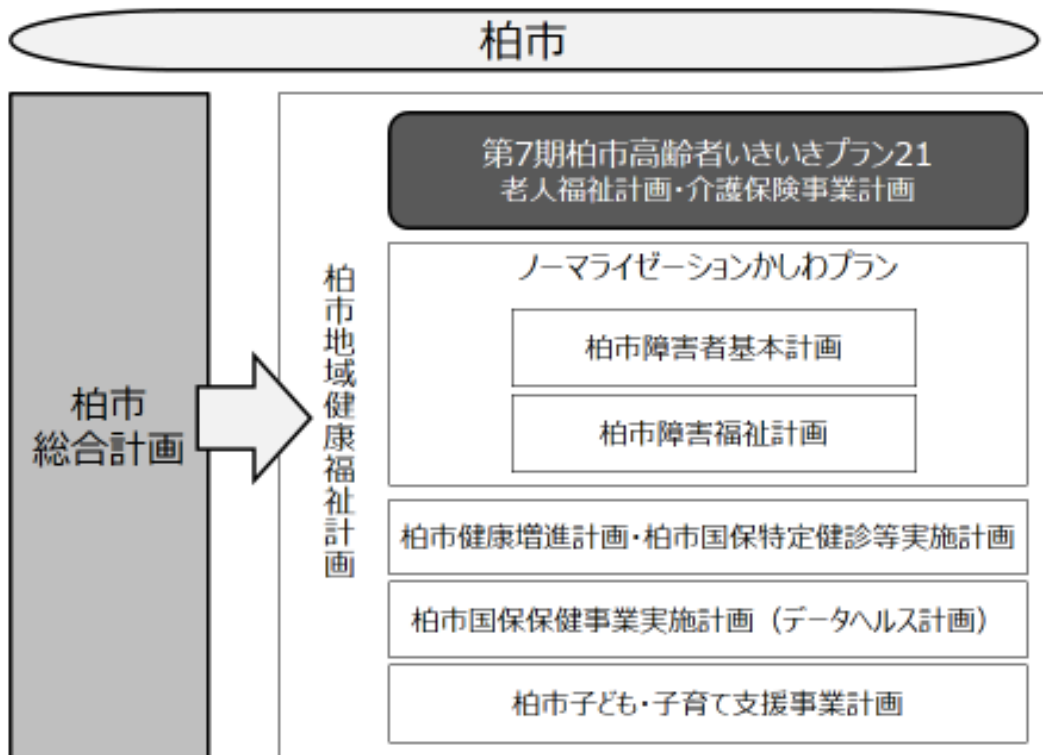 柏市
柏市
総合計画
柏市地域健康福祉計画
第7期柏市高齢者いきいきプラン21
老人福祉計画・介護保険事業計画
ノーマライゼーションかしわプラン
柏市障害者基本計画
柏市障害福祉計画
柏市健康増進計画・柏市国保特定健診等実施計画
柏市国保保健事業実施計画（データヘルス計画）
柏市子ども・子育て支援事業計画